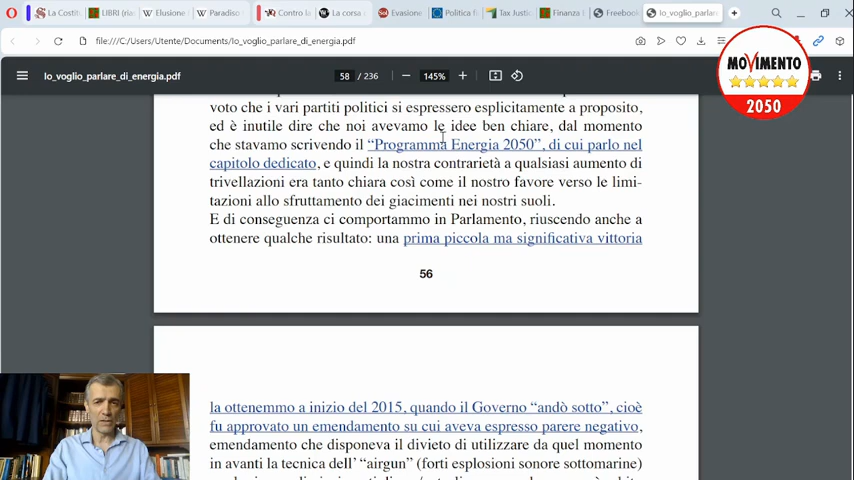 La Costit
LIBRI (ria
Elusione
Paradiso
Contro la
La corsa
Evasione
Politica f
Tax Justic
Finanza
Freebook
Io_voglio_parlar
file:///C:/Users/Utente/Documents/Io_voglio_parlare_di_energia.pdf
Io_voglio_parlare_di_energia.pdf
58 / 236
145%
MOVIMENTO
2050
voto che i vari partiti politici si espressero esplicitamente a proposito,
ed è inutile dire che noi avevamo le idee ben chiare, dal momento
che stavamo scrivendo il “Programma Energia 2050”, di cui parlo nel
capitolo dedicato, e quindi la nostra contrarietà a qualsiasi aumento di
trivellazioni era tanto chiara così come il nostro favore verso le limi-
tazioni allo sfruttamento dei giacimenti nei nostri suoli.
E di conseguenza ci comportammo in Parlamento, riuscendo anche a
ottenere qualche risultato: una prima piccola ma significativa vittoria
56
la ottenemmo a inizio del 2015, quando il Governo “andò sotto”, cioè
fu approvato un emendamento su cui aveva espresso parere negativo,
emendamento che disponeva il divieto di utilizzare da quel momento
in avanti la tecnica dell’ “airgun” (forti esplosioni sonore sottomarine)